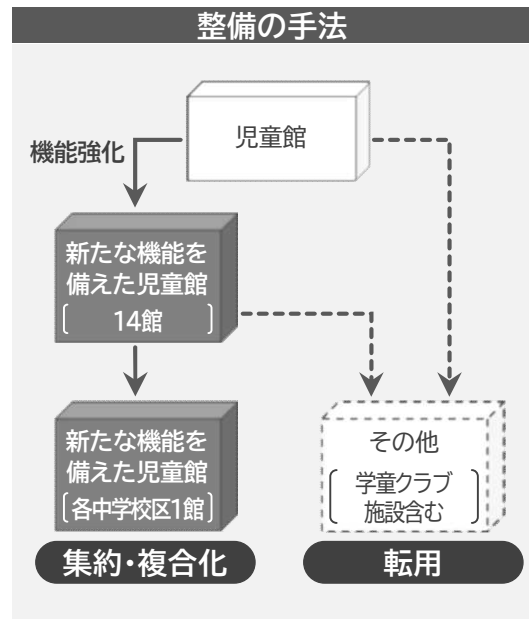 整備の手法
児童館
機能強化
新たな機能を
備えた児童館
〔 14館 〕
新たな機能を
備えた児童館
〔各中学校区1館〕
集約・複合化
その他
〔学童クラブ
施設含む〕
転用